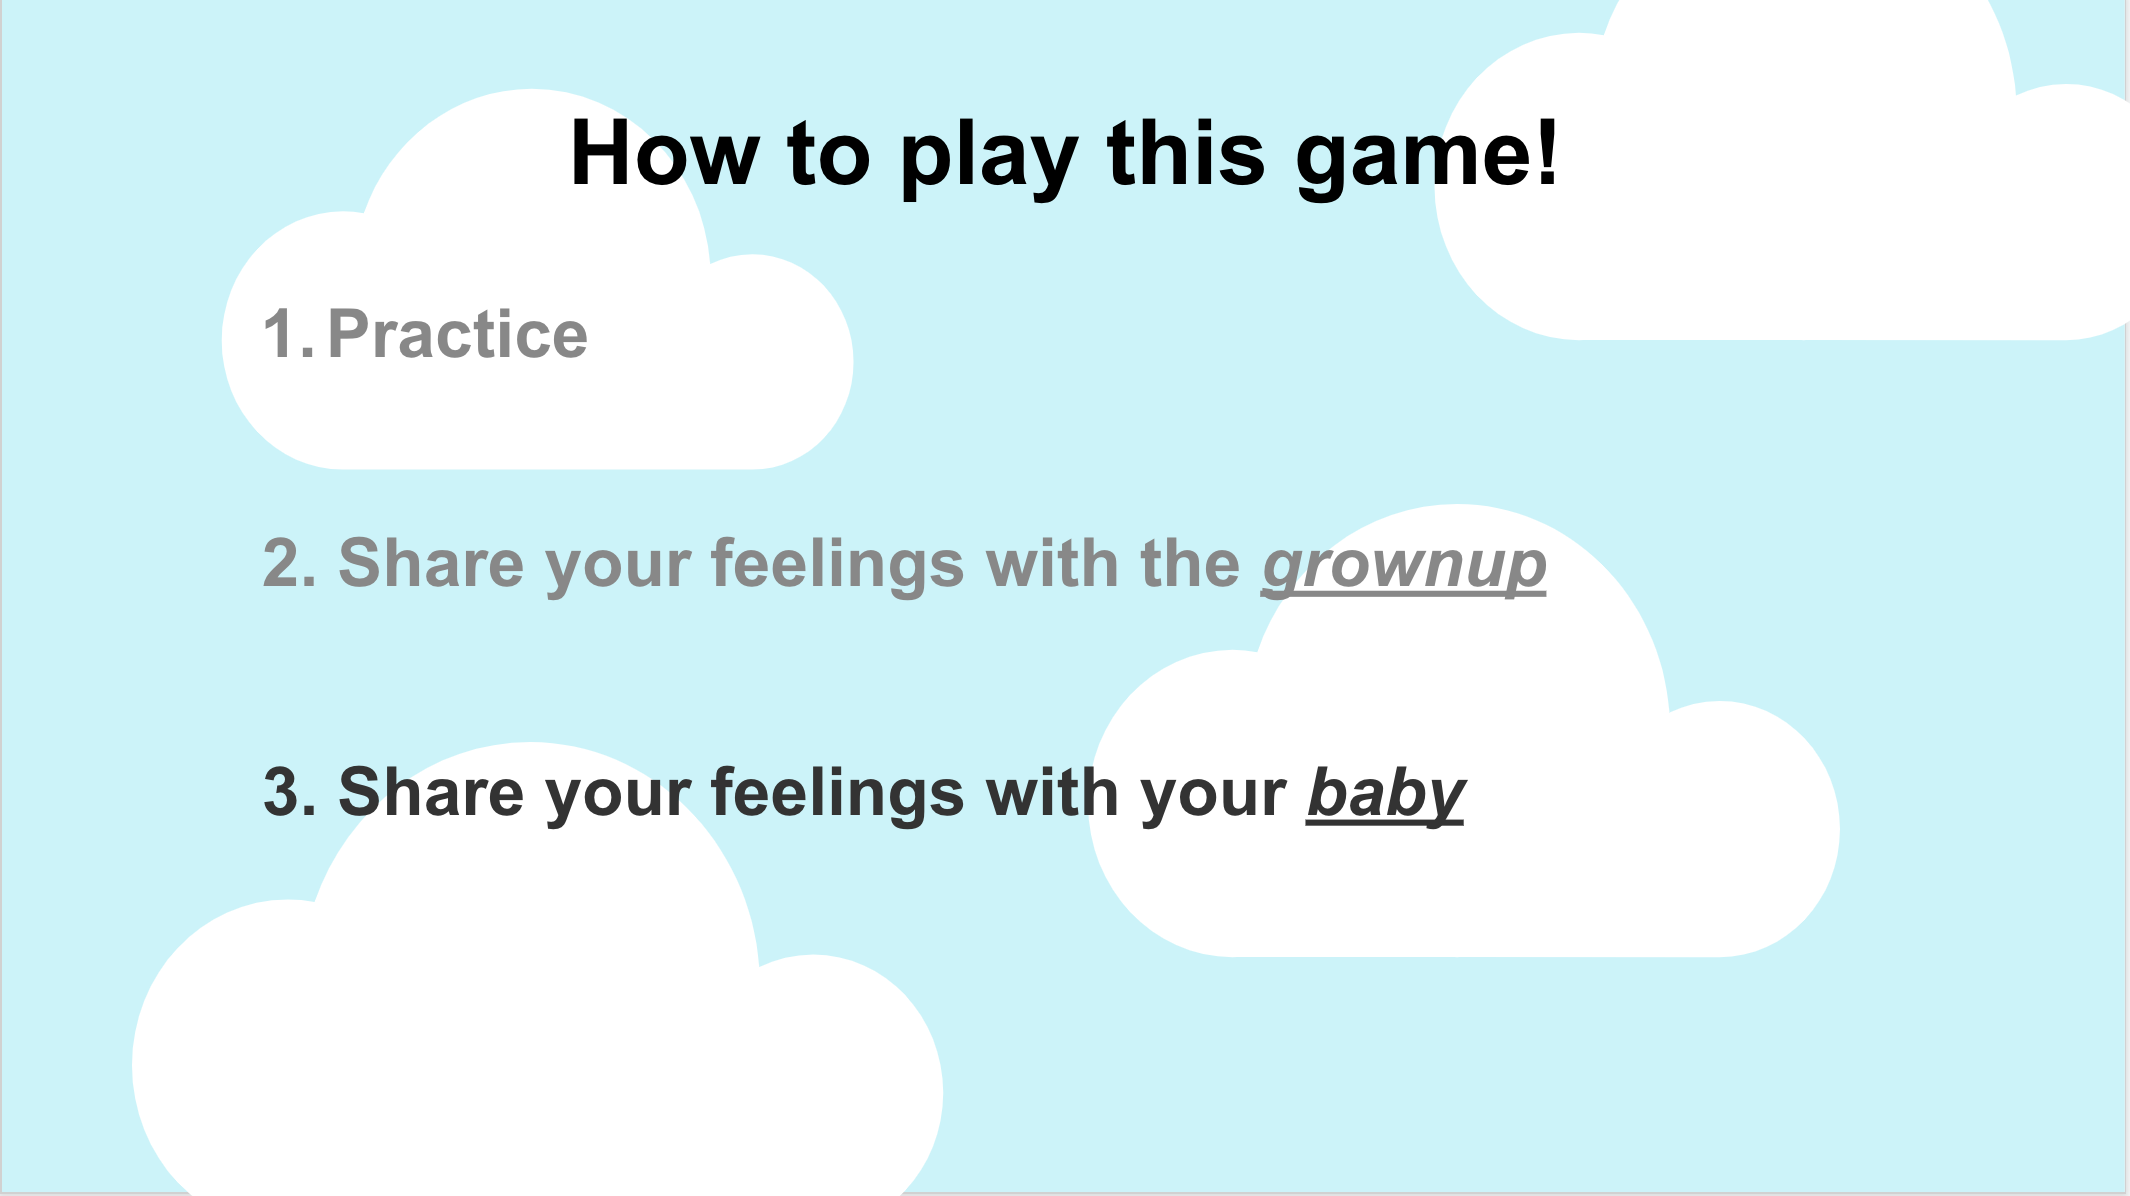 How to play this game!
1. Practice
2. Share your feelings with the grownup
3. Share your feelings with your baby